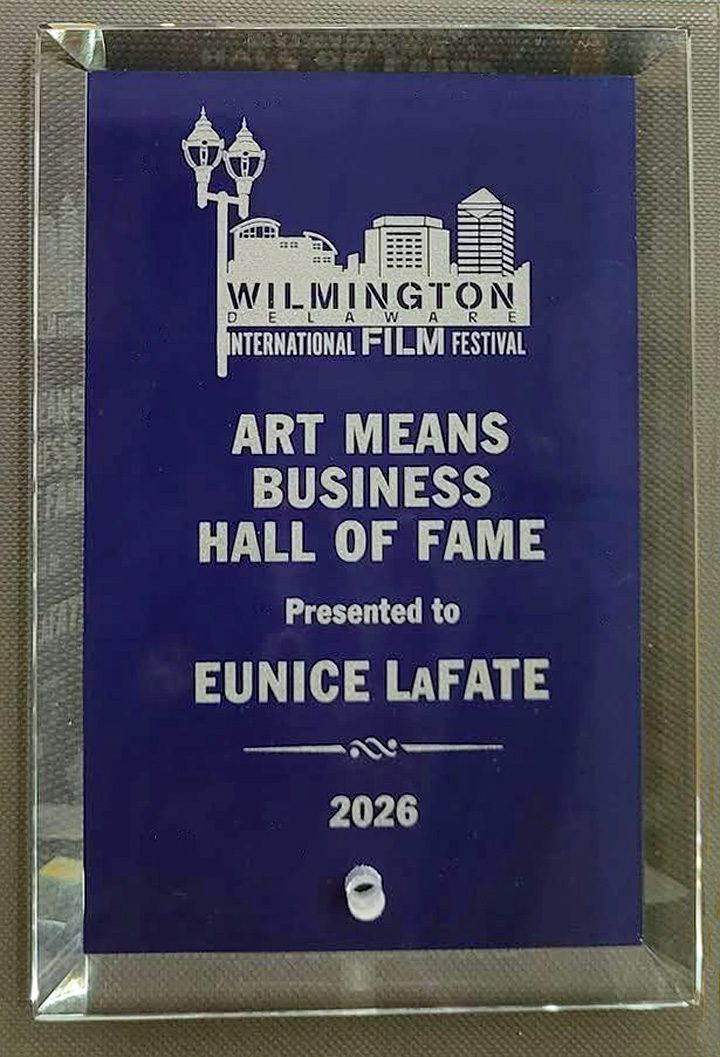 WILMINGTON
DELAWARE
INTERNATIONAL FILM FESTIVAL
ART MEANS
BUSINESS
HALL OF FAME
Presented to
EUNICE LAFATE
2026